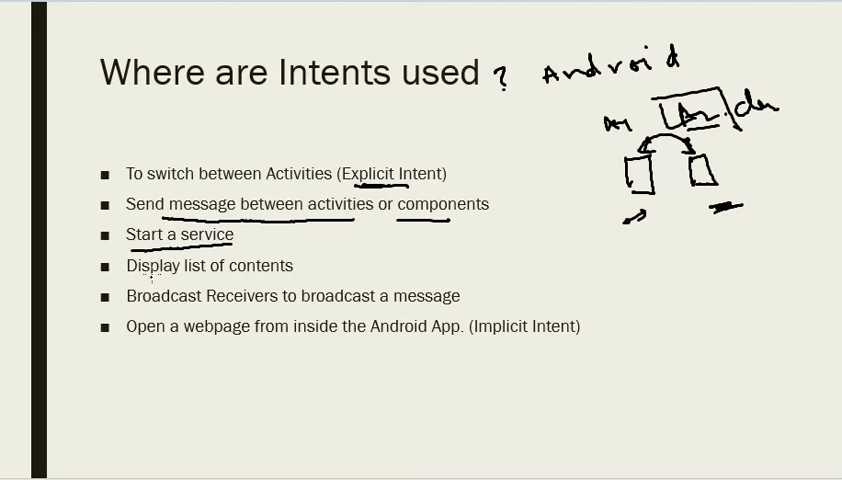 Where are Intents used ? Android
■ To switch between Activities (Explicit Intent)
■ Send message between activities or components
■ Start a service
■ Display list of contents
■ Broadcast Receivers to broadcast a message
■ Open a webpage from inside the Android App. (Implicit Intent)